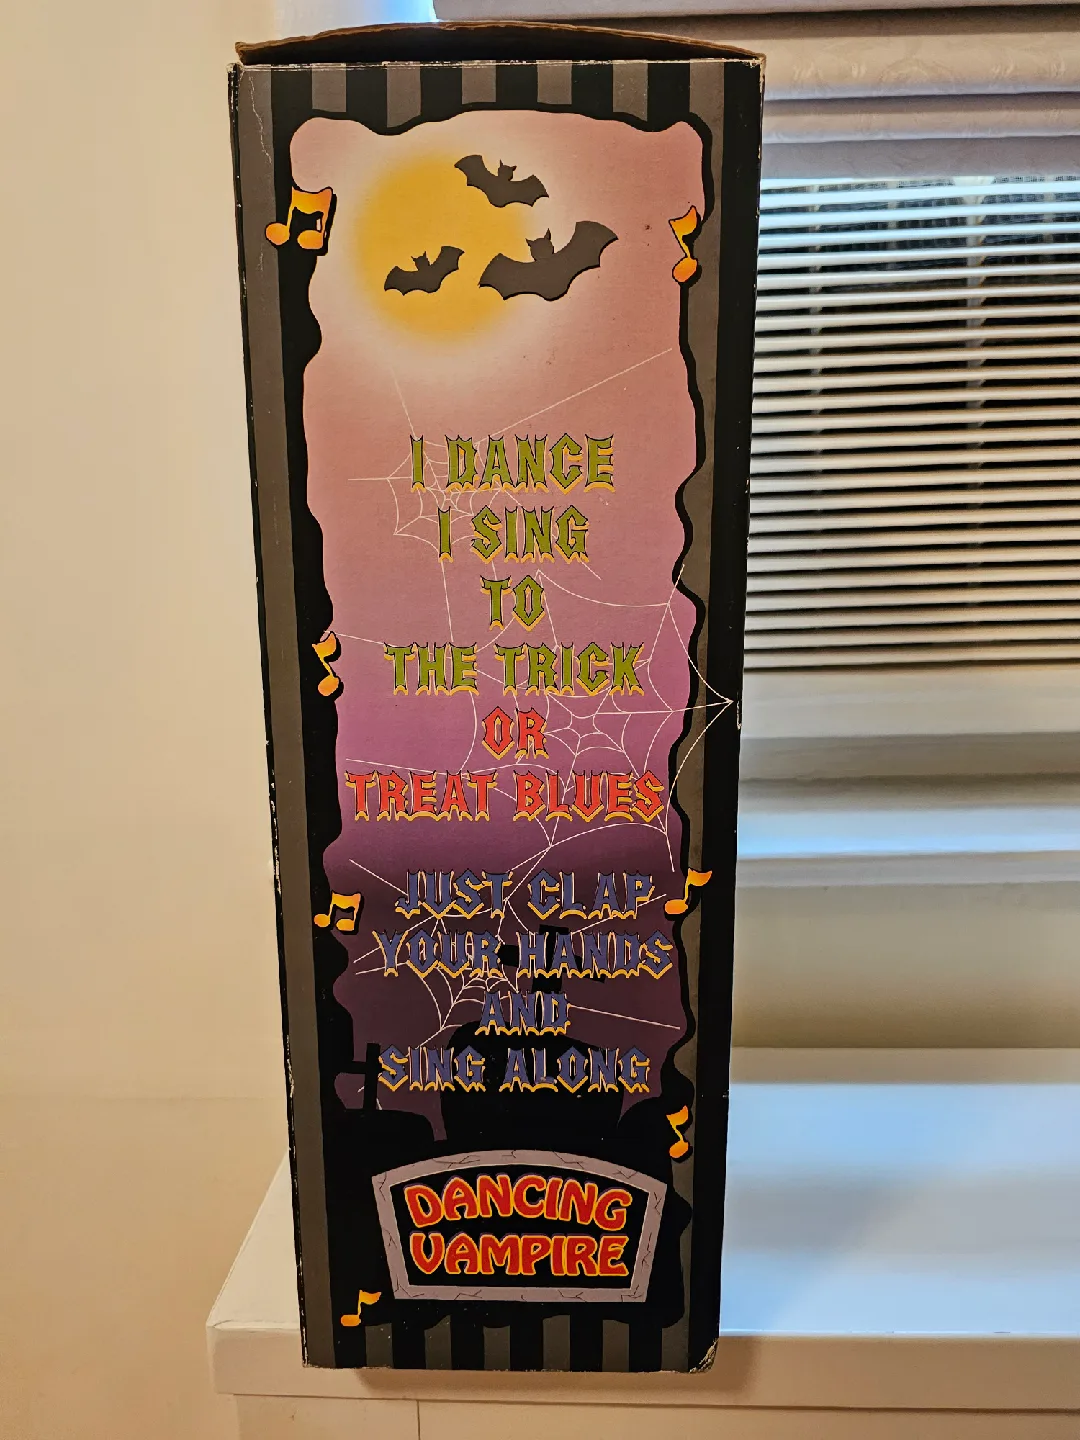 I DANCE
I SING
TO
THE TRICK
OR
TREAT BLUES
JUST CLAP
YOUR HANDS
AND
SING ALONG
DANCING
VAMPIRE